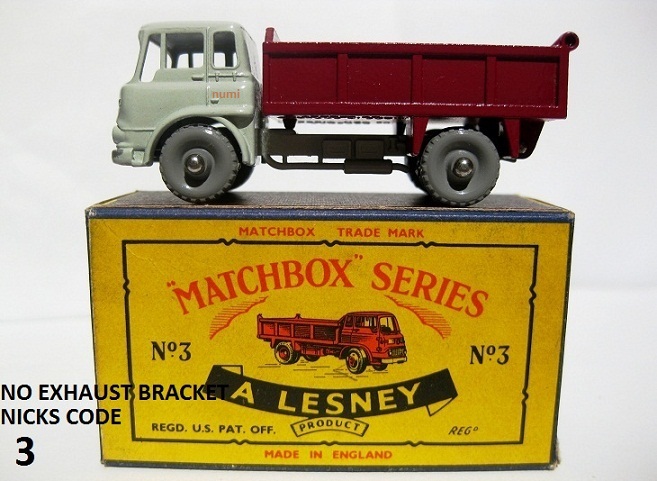 numi
MATCHBOX TRADE MARK
"MATCHBOX" SERIES
Nº3 Nº3
A LESNEY
PRODUCT
REGD. U.S. PAT. OFF. REGD
MADE IN ENGLAND
NO EXHAUST BRACKET
NICKS CODE
3